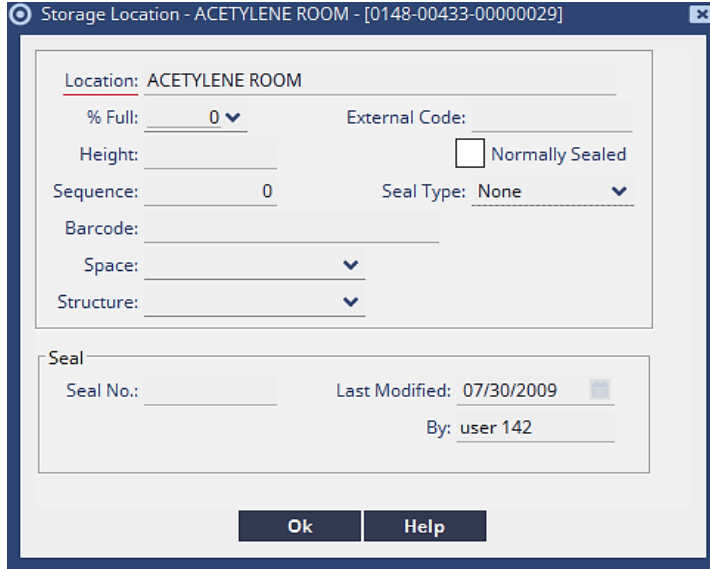 Storage Location - ACETYLENE ROOM - [0148-00433-00000029]
Location: ACETYLENE ROOM
% Full: 0 External Code:
Height: Normally Sealed
Sequence: 0 Seal Type: None
Barcode:
Space:
Structure:
Seal
Seal No.: Last Modified: 07/30/2009
By: user 142
Ok Help